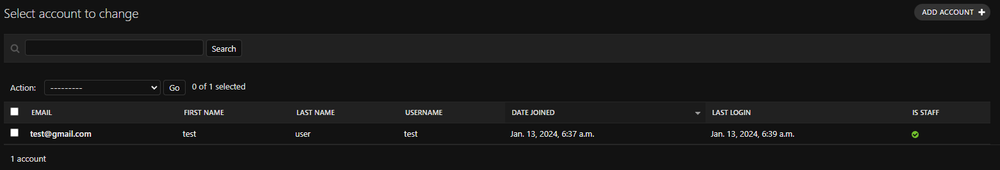 Select account to change
ADD ACCOUNT +
Search
Action: --------- Go 0 of 1 selected
EMAIL FIRST NAME LAST NAME USERNAME DATE JOINED LAST LOGIN IS STAFF
test@gmail.com test user test Jan. 13, 2024, 6:37 a.m. Jan. 13, 2024, 6:39 a.m.
1 account